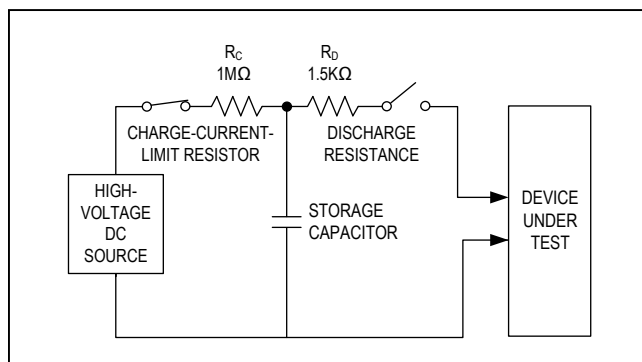 R_C
1MΩ
R_D
1.5KΩ
CHARGE-CURRENT-
LIMIT RESISTOR
DISCHARGE
RESISTANCE
HIGH-
VOLTAGE
DC
SOURCE
STORAGE
CAPACITOR
DEVICE
UNDER
TEST